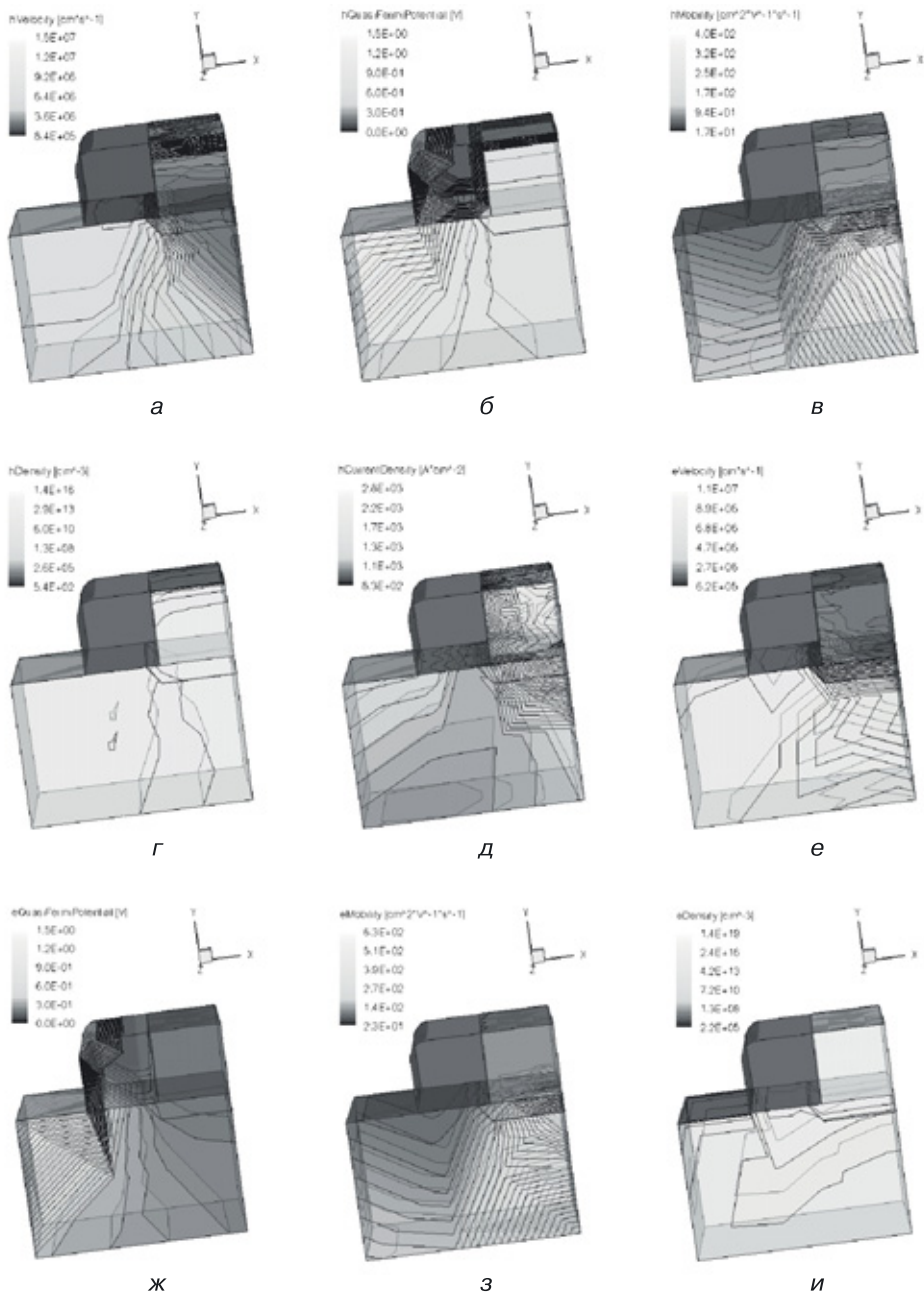 hVelocity [cm*s^-1]
1.5E+07
1.2E+07
9.2E+06
6.4E+06
3.6E+06
8.4E+05
Y
X
Z
а
hQuasiFermiPotential [V]
1.5E+00
1.2E+00
9.0E-01
6.0E-01
3.0E-01
0.0E+00
Y
X
Z
б
hMobility [cm^2*V^-1*s^-1]
4.0E+02
3.2E+02
2.5E+02
1.7E+02
9.4E+01
1.7E+01
Y
X
Z
в
hDensity [cm^-3]
1.4E+16
2.9E+13
6.0E+10
1.3E+08
2.6E+05
5.4E+02
Y
X
Z
г
hCurrentDensity [A*cm^-2]
2.8E+03
2.2E+03
1.7E+03
1.3E+03
1.1E+03
8.3E+02
Y
X
Z
д
eVelocity [cm*s^-1]
1.1E+07
8.9E+06
6.8E+06
4.7E+06
2.7E+06
6.2E+05
Y
X
Z
е
eQuasiFermiPotential [V]
1.5E+00
1.2E+00
9.0E-01
6.0E-01
3.0E-01
0.0E+00
Y
X
Z
ж
eMobility [cm^2*V^-1*s^-1]
6.3E+02
5.1E+02
3.9E+02
2.7E+02
1.4E+02
2.3E+01
Y
X
Z
з
eDensity [cm^-3]
1.4E+19
2.4E+16
4.2E+13
7.2E+10
1.3E+08
2.2E+05
Y
X
Z
и